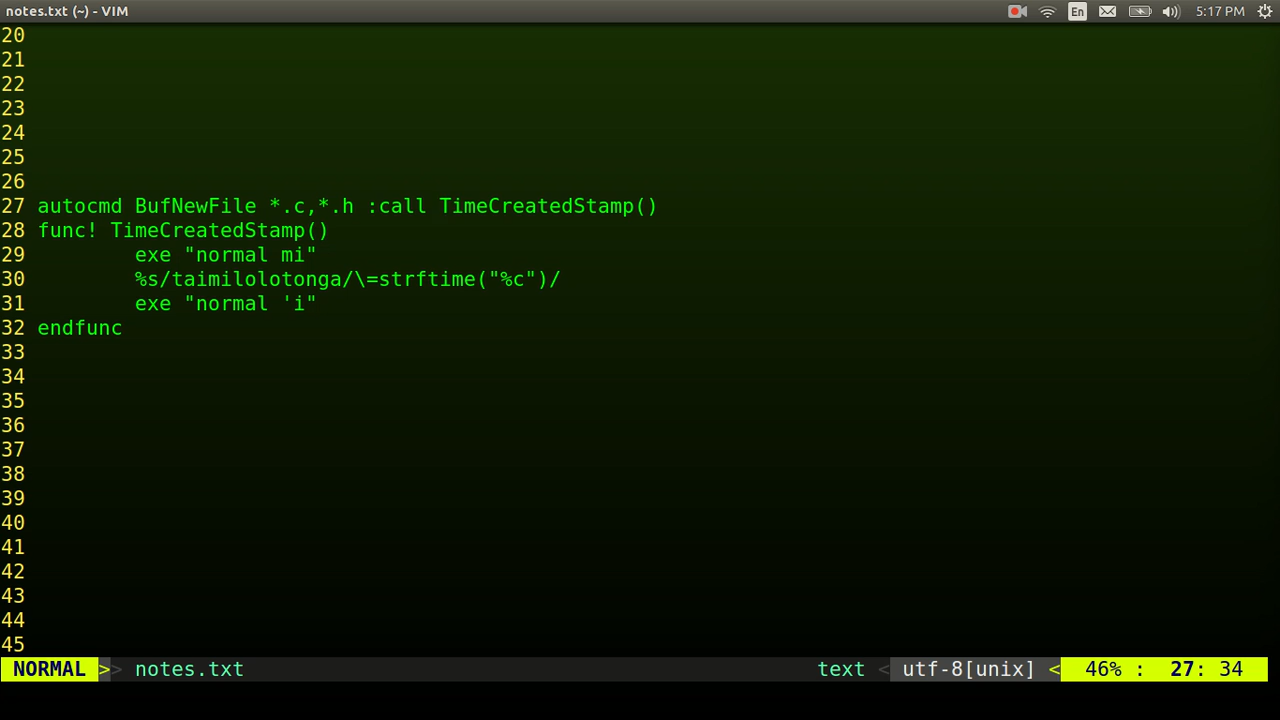 notes.txt (~) - VIM
En
5:17 PM
20
21
22
23
24
25
26
27 autocmd BufNewFile *.c,*.h :call TimeCreatedStamp()
28 func! TimeCreatedStamp()
29         exe "normal mi"
30         %s/taimilolotonga/\=strftime("%c")/
31         exe "normal 'i"
32 endfunc
33
34
35
36
37
38
39
40
41
42
43
44
45
NORMAL >> notes.txt text < utf-8[unix] < 46% : 27: 34